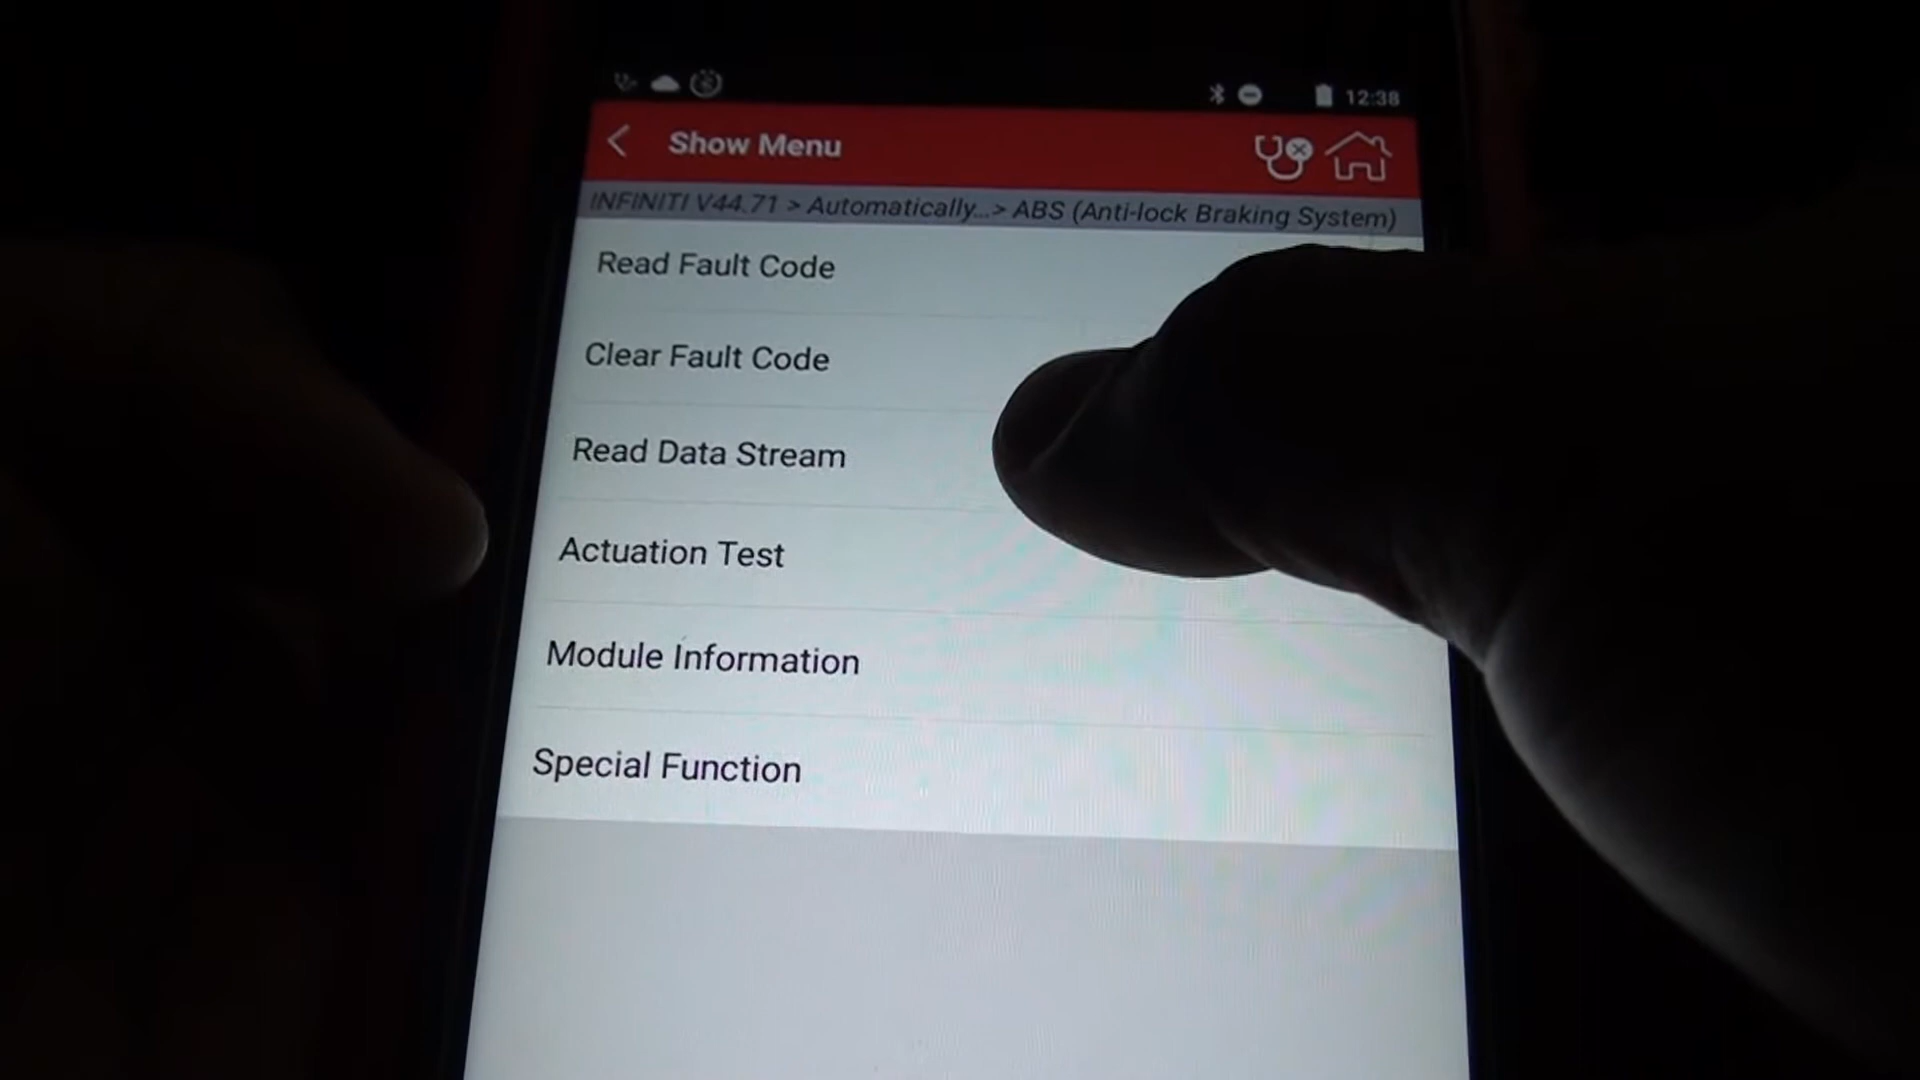 12:38
Show Menu
INFINITI V44.71 > Automatically...> ABS (Anti-lock Braking System)
Read Fault Code
Clear Fault Code
Read Data Stream
Actuation Test
Module Information
Special Function